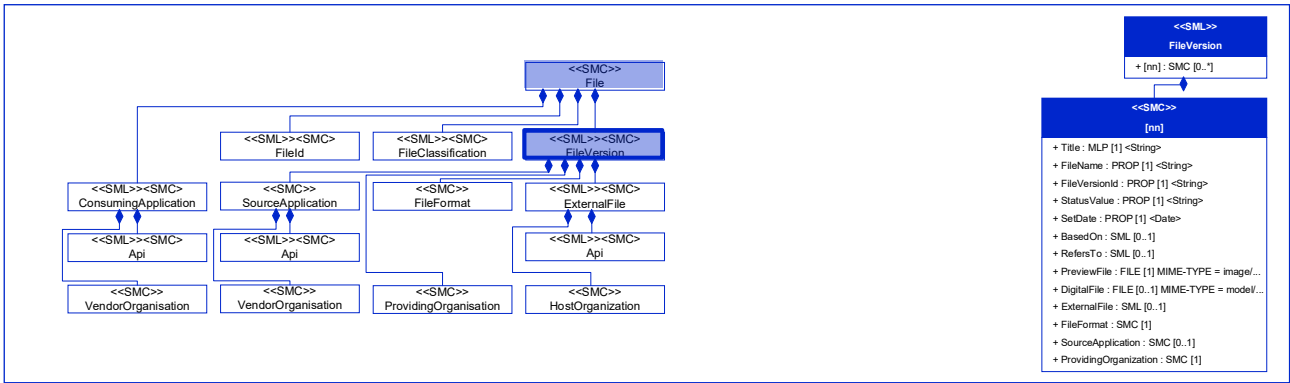 <<SMC>>
File
<<SML>><SMC>
FileId
<<SML>><SMC>
FileClassification
<<SML>><SMC>
FileVersion
<<SML>><SMC>
ConsumingApplication
<<SML>><SMC>
SourceApplication
<<SMC>>
FileFormat
<<SML>><SMC>
ExternalFile
<<SML>><SMC>
Api
<<SML>><SMC>
Api
<<SML>><SMC>
Api
<<SMC>>
VendorOrganisation
<<SMC>>
VendorOrganisation
<<SMC>>
ProvidingOrganisation
<<SMC>>
HostOrganization
<<SML>>
FileVersion
+ [nn] : SMC [0..*]
<<SMC>>
[nn]
+ Title : MLP [1] <String>
+ FileName : PROP [1] <String>
+ FileVersionId : PROP [1] <String>
+ StatusValue : PROP [1] <String>
+ SetDate : PROP [1] <Date>
+ BasedOn : SML [0..1]
+ RefersTo : SML [0..1]
+ PreviewFile : FILE [1] MIME-TYPE = image/...
+ DigitalFile : FILE [0..1] MIME-TYPE = model/...
+ ExternalFile : SML [0..1]
+ FileFormat : SMC [1]
+ SourceApplication : SMC [0..1]
+ ProvidingOrganization : SMC [1]